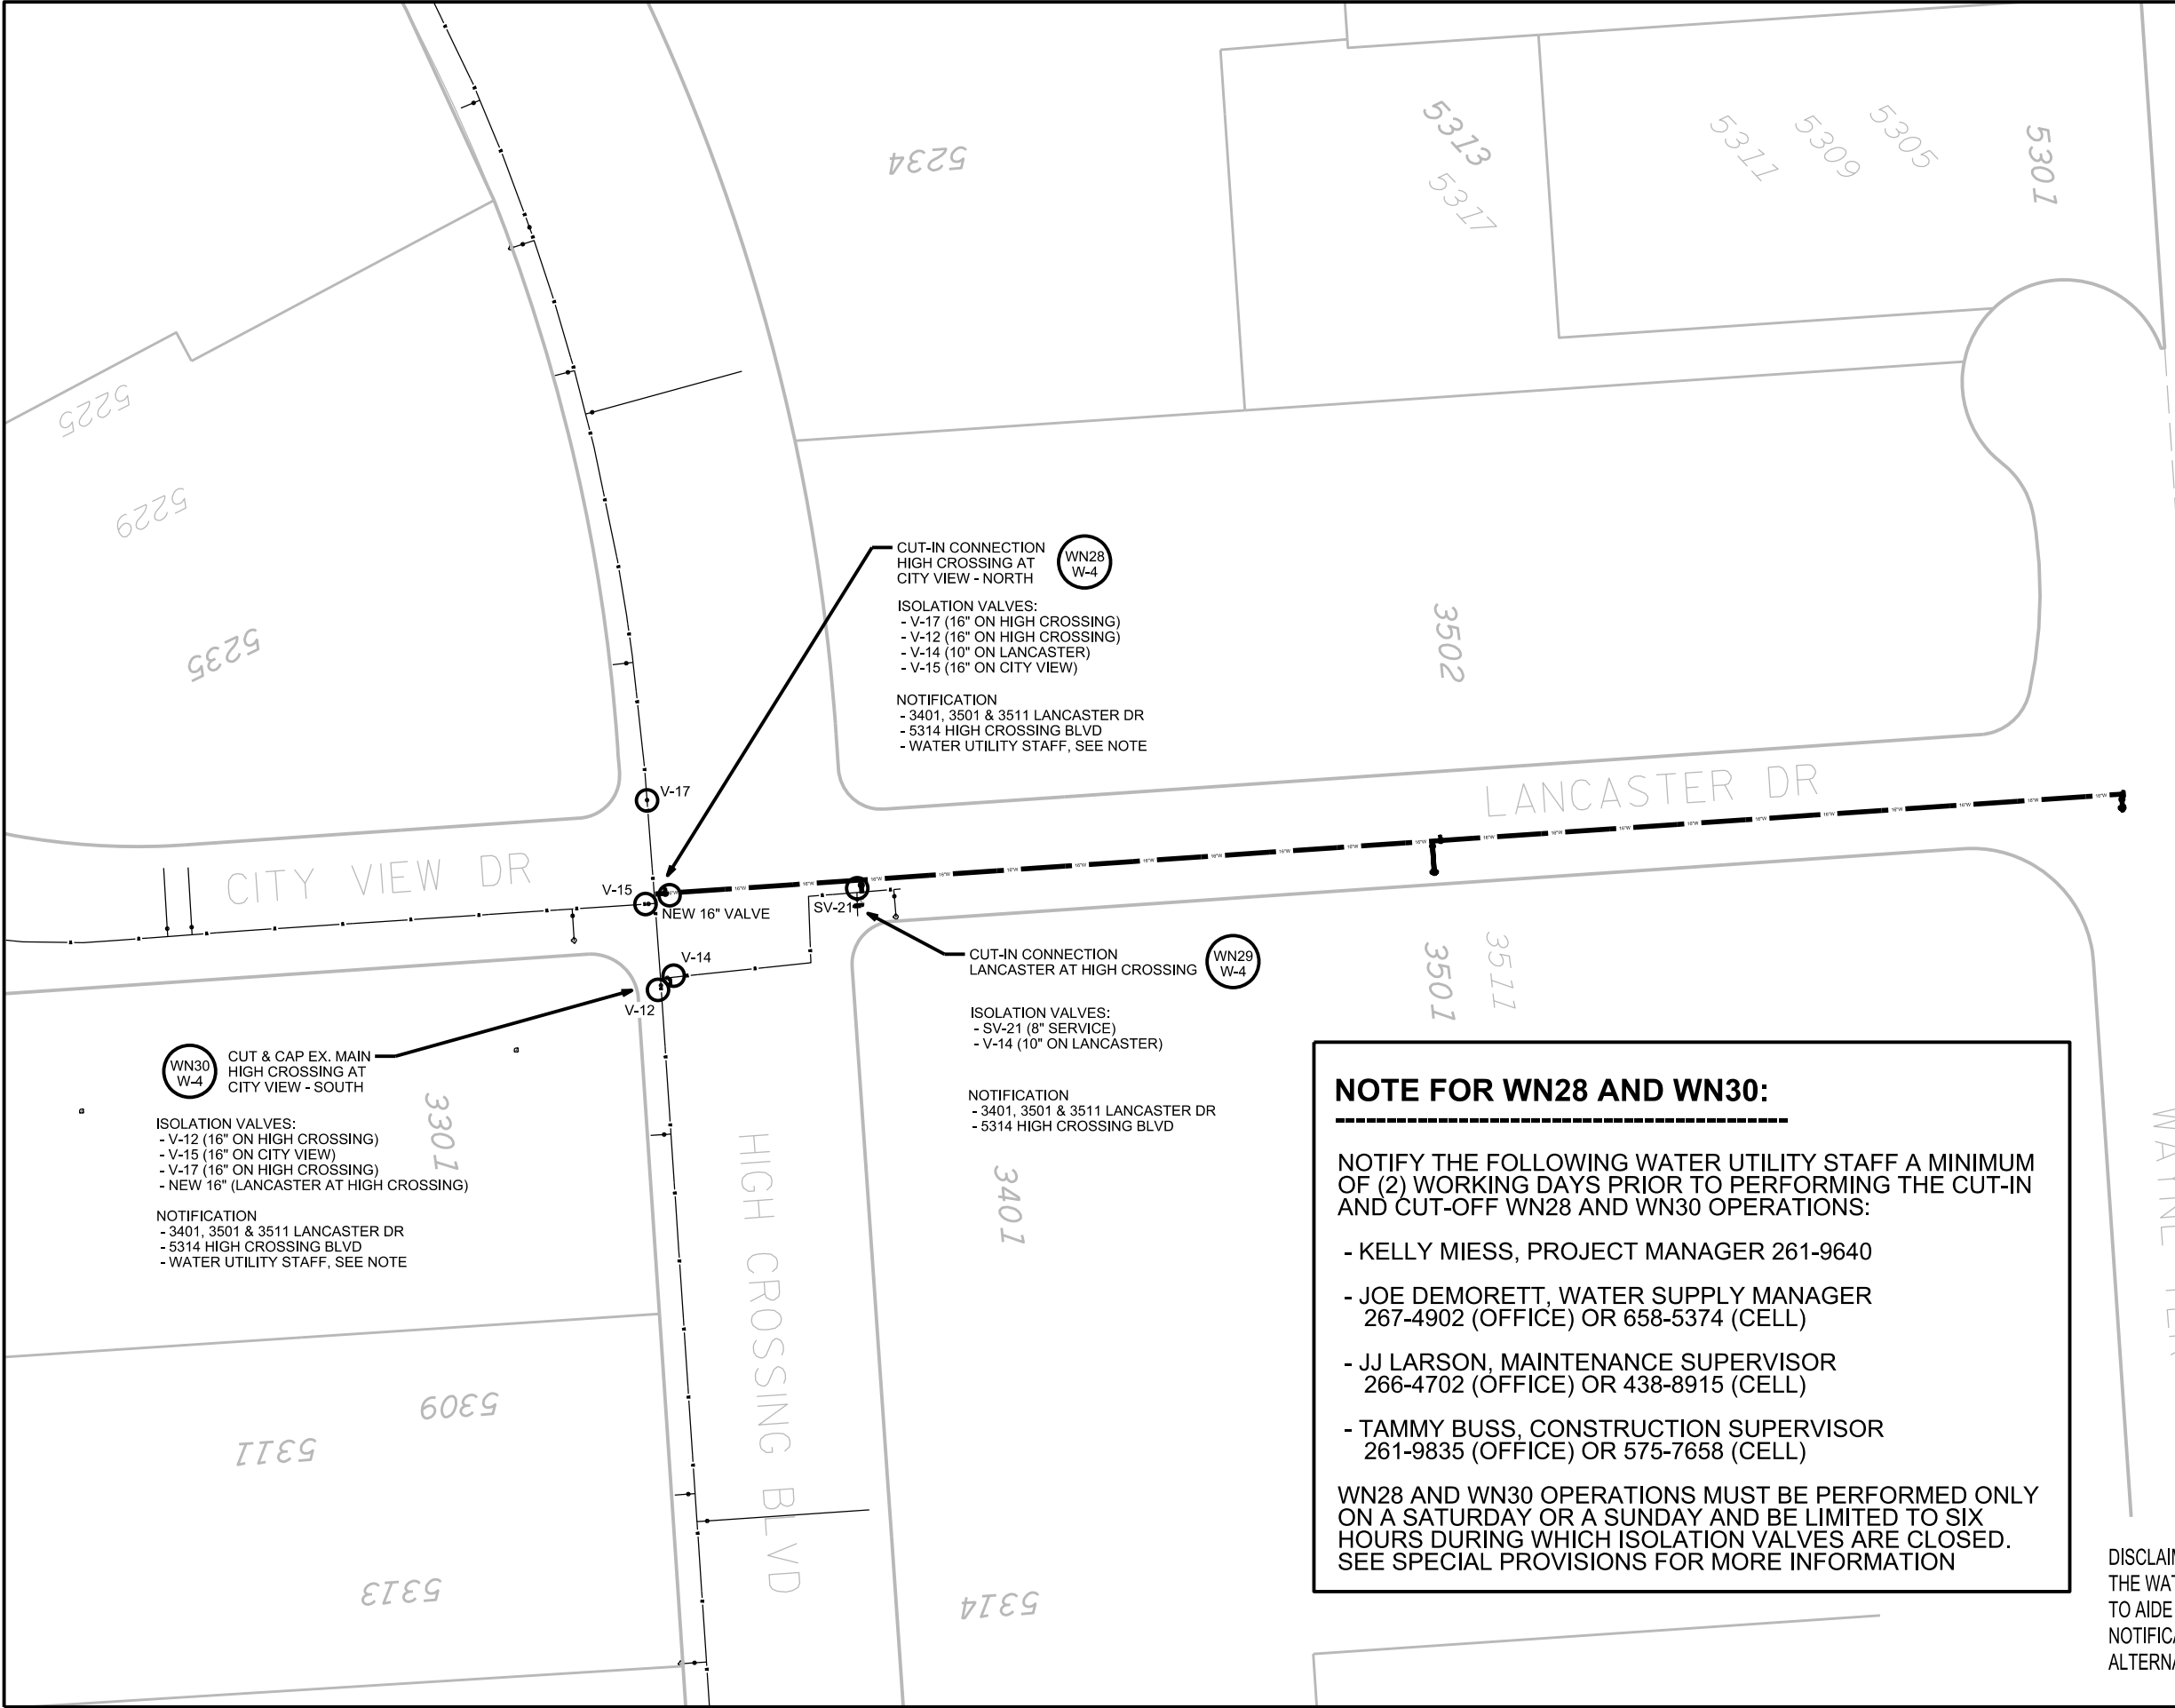 5234
5313
5317
5311
5309
5305
5301
5225
5229
5235
CUT-IN CONNECTION
HIGH CROSSING AT
CITY VIEW - NORTH
WN28
W-4
ISOLATION VALVES:
- V-17 (16" ON HIGH CROSSING)
- V-12 (16" ON HIGH CROSSING)
- V-14 (10" ON LANCASTER)
- V-15 (16" ON CITY VIEW)
NOTIFICATION
- 3401, 3501 & 3511 LANCASTER DR
- 5314 HIGH CROSSING BLVD
- WATER UTILITY STAFF, SEE NOTE
3502
V-17
LANCASTER DR
CITY VIEW DR
V-15
NEW 16" VALVE
SV-21
V-14
V-12
CUT-IN CONNECTION
LANCASTER AT HIGH CROSSING
WN29
W-4
ISOLATION VALVES:
- SV-21 (8" SERVICE)
- V-14 (10" ON LANCASTER)
NOTIFICATION
- 3401, 3501 & 3511 LANCASTER DR
- 5314 HIGH CROSSING BLVD
3501
3511
WN30
W-4
CUT & CAP EX. MAIN
HIGH CROSSING AT
CITY VIEW - SOUTH
ISOLATION VALVES:
- V-12 (16" ON HIGH CROSSING)
- V-15 (16" ON CITY VIEW)
- V-17 (16" ON HIGH CROSSING)
- NEW 16" (LANCASTER AT HIGH CROSSING)
NOTIFICATION
- 3401, 3501 & 3511 LANCASTER DR
- 5314 HIGH CROSSING BLVD
- WATER UTILITY STAFF, SEE NOTE
3301
HIGH CROSSING BLVD
3401
5309
5311
5313
5314
NOTE FOR WN28 AND WN30:
NOTIFY THE FOLLOWING WATER UTILITY STAFF A MINIMUM
OF (2) WORKING DAYS PRIOR TO PERFORMING THE CUT-IN
AND CUT-OFF WN28 AND WN30 OPERATIONS:
- KELLY MIESS, PROJECT MANAGER 261-9640
- JOE DEMORETT, WATER SUPPLY MANAGER
267-4902 (OFFICE) OR 658-5374 (CELL)
- JJ LARSON, MAINTENANCE SUPERVISOR
266-4702 (OFFICE) OR 438-8915 (CELL)
- TAMMY BUSS, CONSTRUCTION SUPERVISOR
261-9835 (OFFICE) OR 575-7658 (CELL)
WN28 AND WN30 OPERATIONS MUST BE PERFORMED ONLY
ON A SATURDAY OR A SUNDAY AND BE LIMITED TO SIX
HOURS DURING WHICH ISOLATION VALVES ARE CLOSED.
SEE SPECIAL PROVISIONS FOR MORE INFORMATION
DISCLAI
THE WAT
TO AIDE
NOTIFICA
ALTERNA